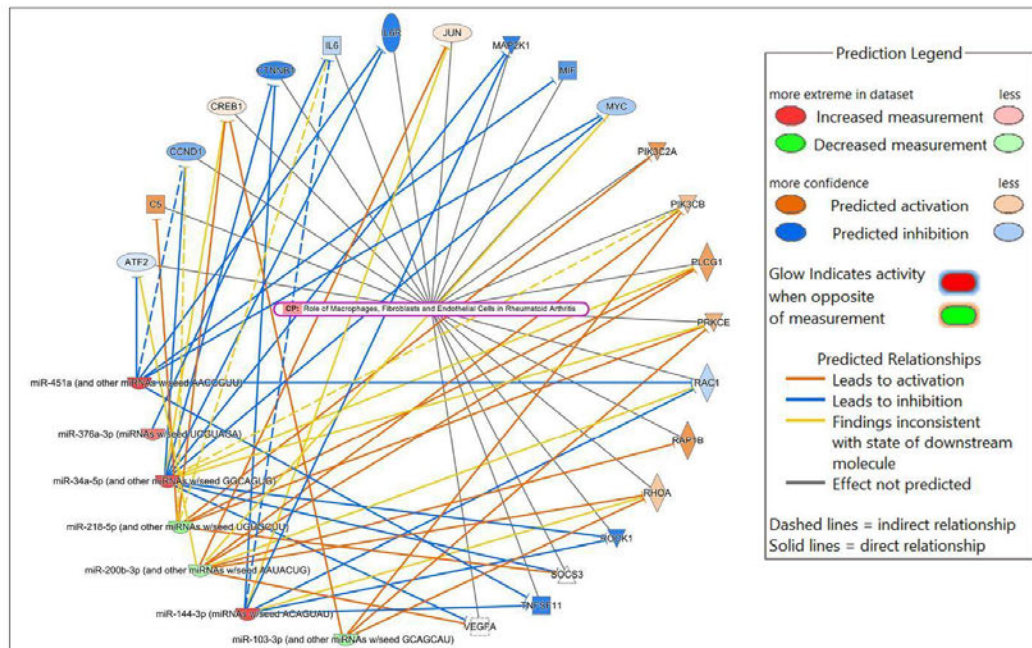 IL6
IL6R
JUN
MAP2K1
MIF
MYC
CTNNB1
CREB1
CCND1
C5
ATF2
PIK3C2A
PIK3CB
PLCG1
PRKCE
RAC1
RAP1B
RHOA
ROCK1
SOCS3
TNFSF11
VEGFA
CP: Role of Macrophages, Fibroblasts and Endothelial Cells in Rheumatoid Arthritis
miR-451a (and other miRNAs w/seed AACCGUU)
miR-376a-3p (miRNAs w/seed
miR-34a-5p (and other miRNAs w/seed GGCAGUG)
miR-218-5p (and other miRNAs w/seed
miR-200b-3p (and other miRNAs w/seed AAUACUG)
miR-144-3p (miRNAs w/seed ACAGUAU)
miR-103-3p (and other miRNAs w/seed GCAGCAU)
Prediction Legend
more extreme in dataset less
Increased measurement
Decreased measurement
more confidence less
Predicted activation
Predicted inhibition
Glow Indicates activity
when opposite
of measurement
Predicted Relationships
Leads to activation
Leads to inhibition
Findings inconsistent
with state of downstream
molecule
Effect not predicted
Dashed lines = indirect relationship
Solid lines = direct relationship